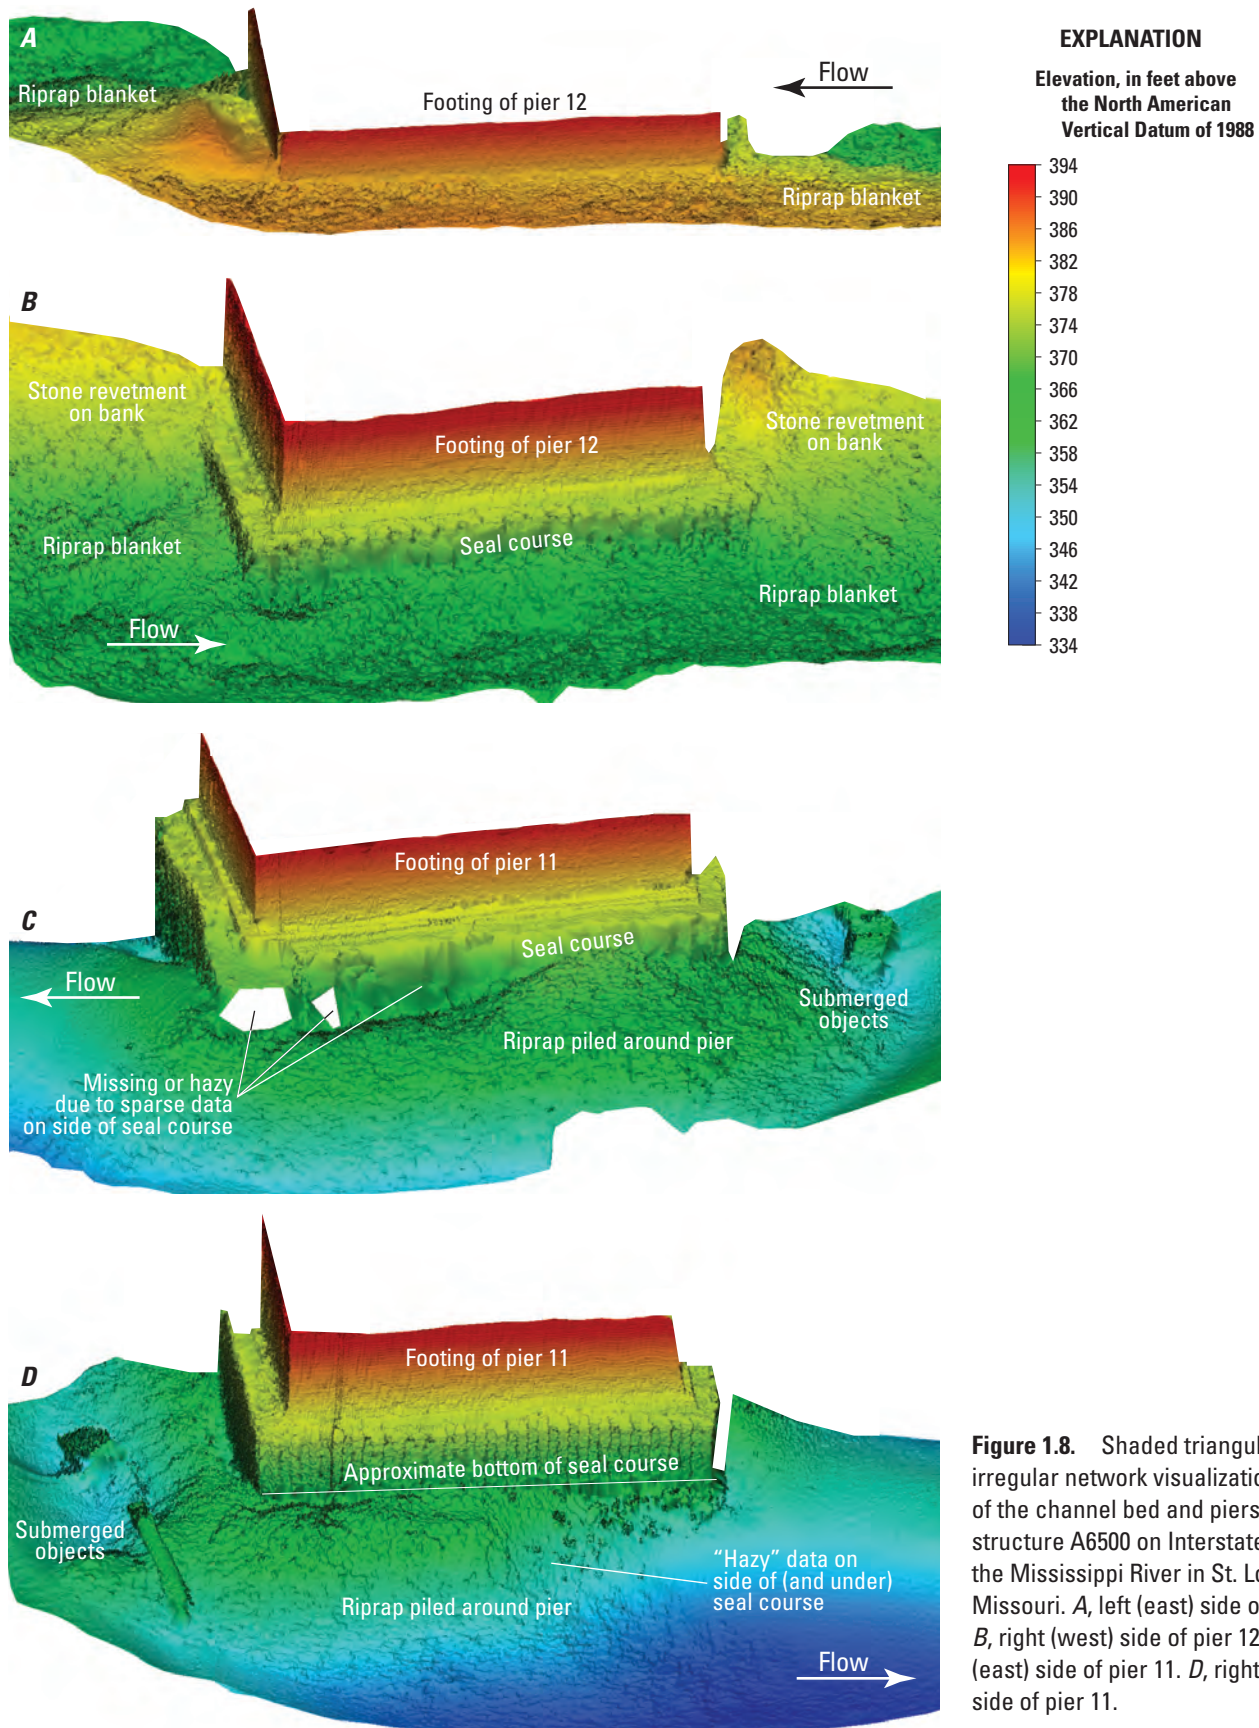 A
Riprap blanket
Footing of pier 12
Flow
Riprap blanket
B
Stone revetment
on bank
Footing of pier 12
Stone revetment
on bank
Seal course
Riprap blanket
Riprap blanket
Flow
C
Footing of pier 11
Seal course
Flow
Submerged
objects
Riprap piled around pier
Missing or hazy
due to sparse data
on side of seal course
D
Footing of pier 11
Approximate bottom of seal course
Submerged
objects
"Hazy" data on
side of (and under)
seal course
Riprap piled around pier
Flow
EXPLANATION
Elevation, in feet above
the North American
Vertical Datum of 1988
394
390
386
382
378
374
370
366
362
358
354
350
346
342
338
334
Figure 1.8. Shaded triangul
irregular network visualizatio
of the channel bed and piers
structure A6500 on Interstate
the Mississippi River in St. Lo
Missouri. A, left (east) side o
B, right (west) side of pier 12
(east) side of pier 11. D, right
side of pier 11.